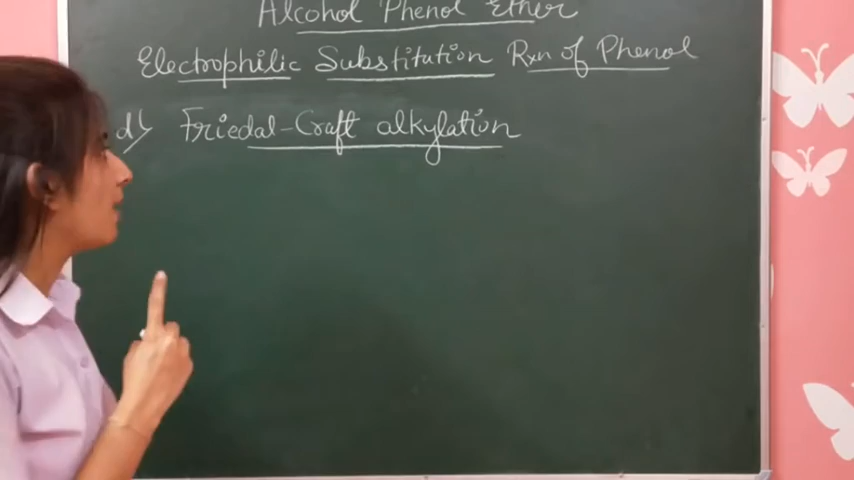 Alcohol Phenol Ether
Electrophilic Substitution Rxn of Phenol
d> Friedal-Craft alkylation